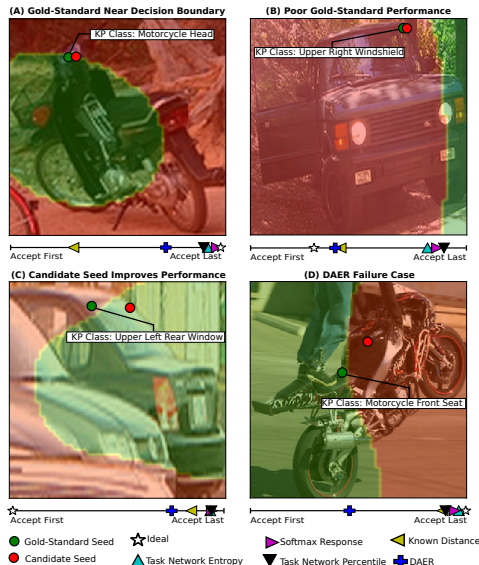 (A) Gold-Standard Near Decision Boundary
KP Class: Motorcycle Head
Accept First
Accept Last
(B) Poor Gold-Standard Performance
KP Class: Upper Right Windshield
Accept First
Accept Last
(C) Candidate Seed Improves Performance
KP Class: Upper Left Rear Window
Accept First
Accept Last
(D) DAER Failure Case
KP Class: Motorcycle Front Seat
Accept First
Accept Last
Gold-Standard Seed
Ideal
Softmax Response
Known Distance
Candidate Seed
Task Network Entropy
Task Network Percentile
DAER